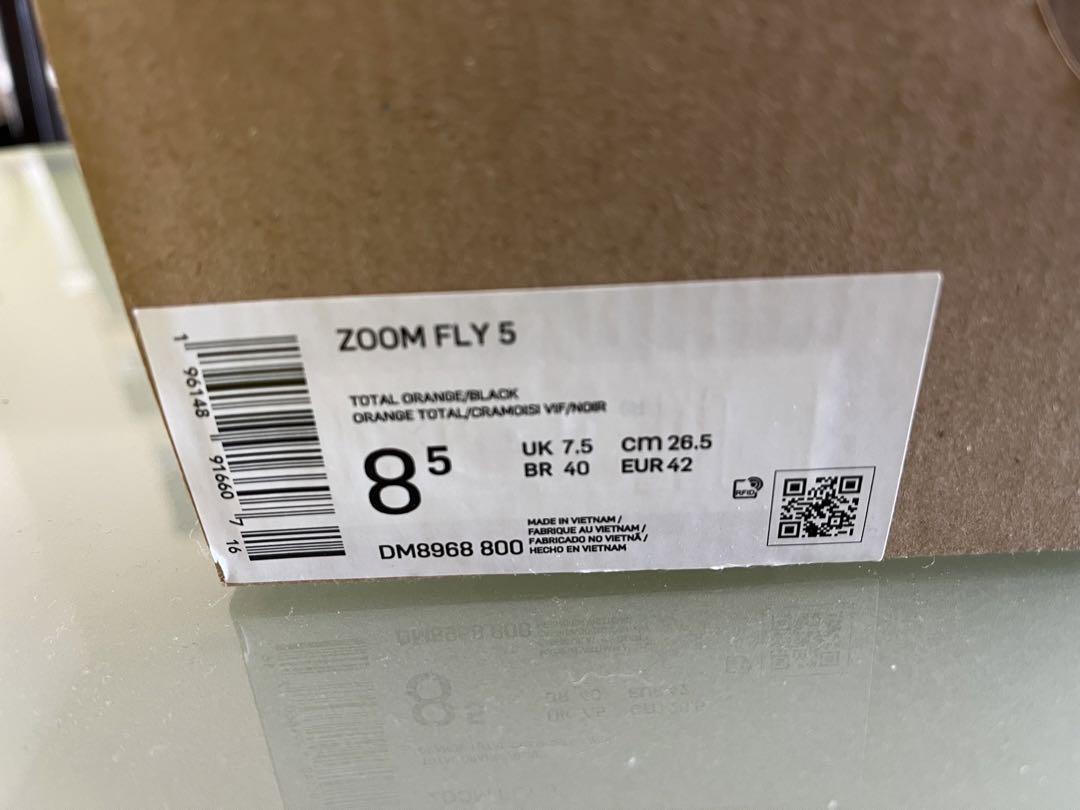 ZOOM FLY 5
TOTAL ORANGE/BLACK
ORANGE TOTAL/CRAMOISI VIF/NOIR
8 5
UK 7.5 cm 26.5
BR 40 EUR 42
RFID
MADE IN VIETNAM /
FABRIQUE AU VIETNAM /
FABRICADO NO VIETNÃ /
HECHO EN VIETNAM
DM8968 800
1 96148 91660 7 16